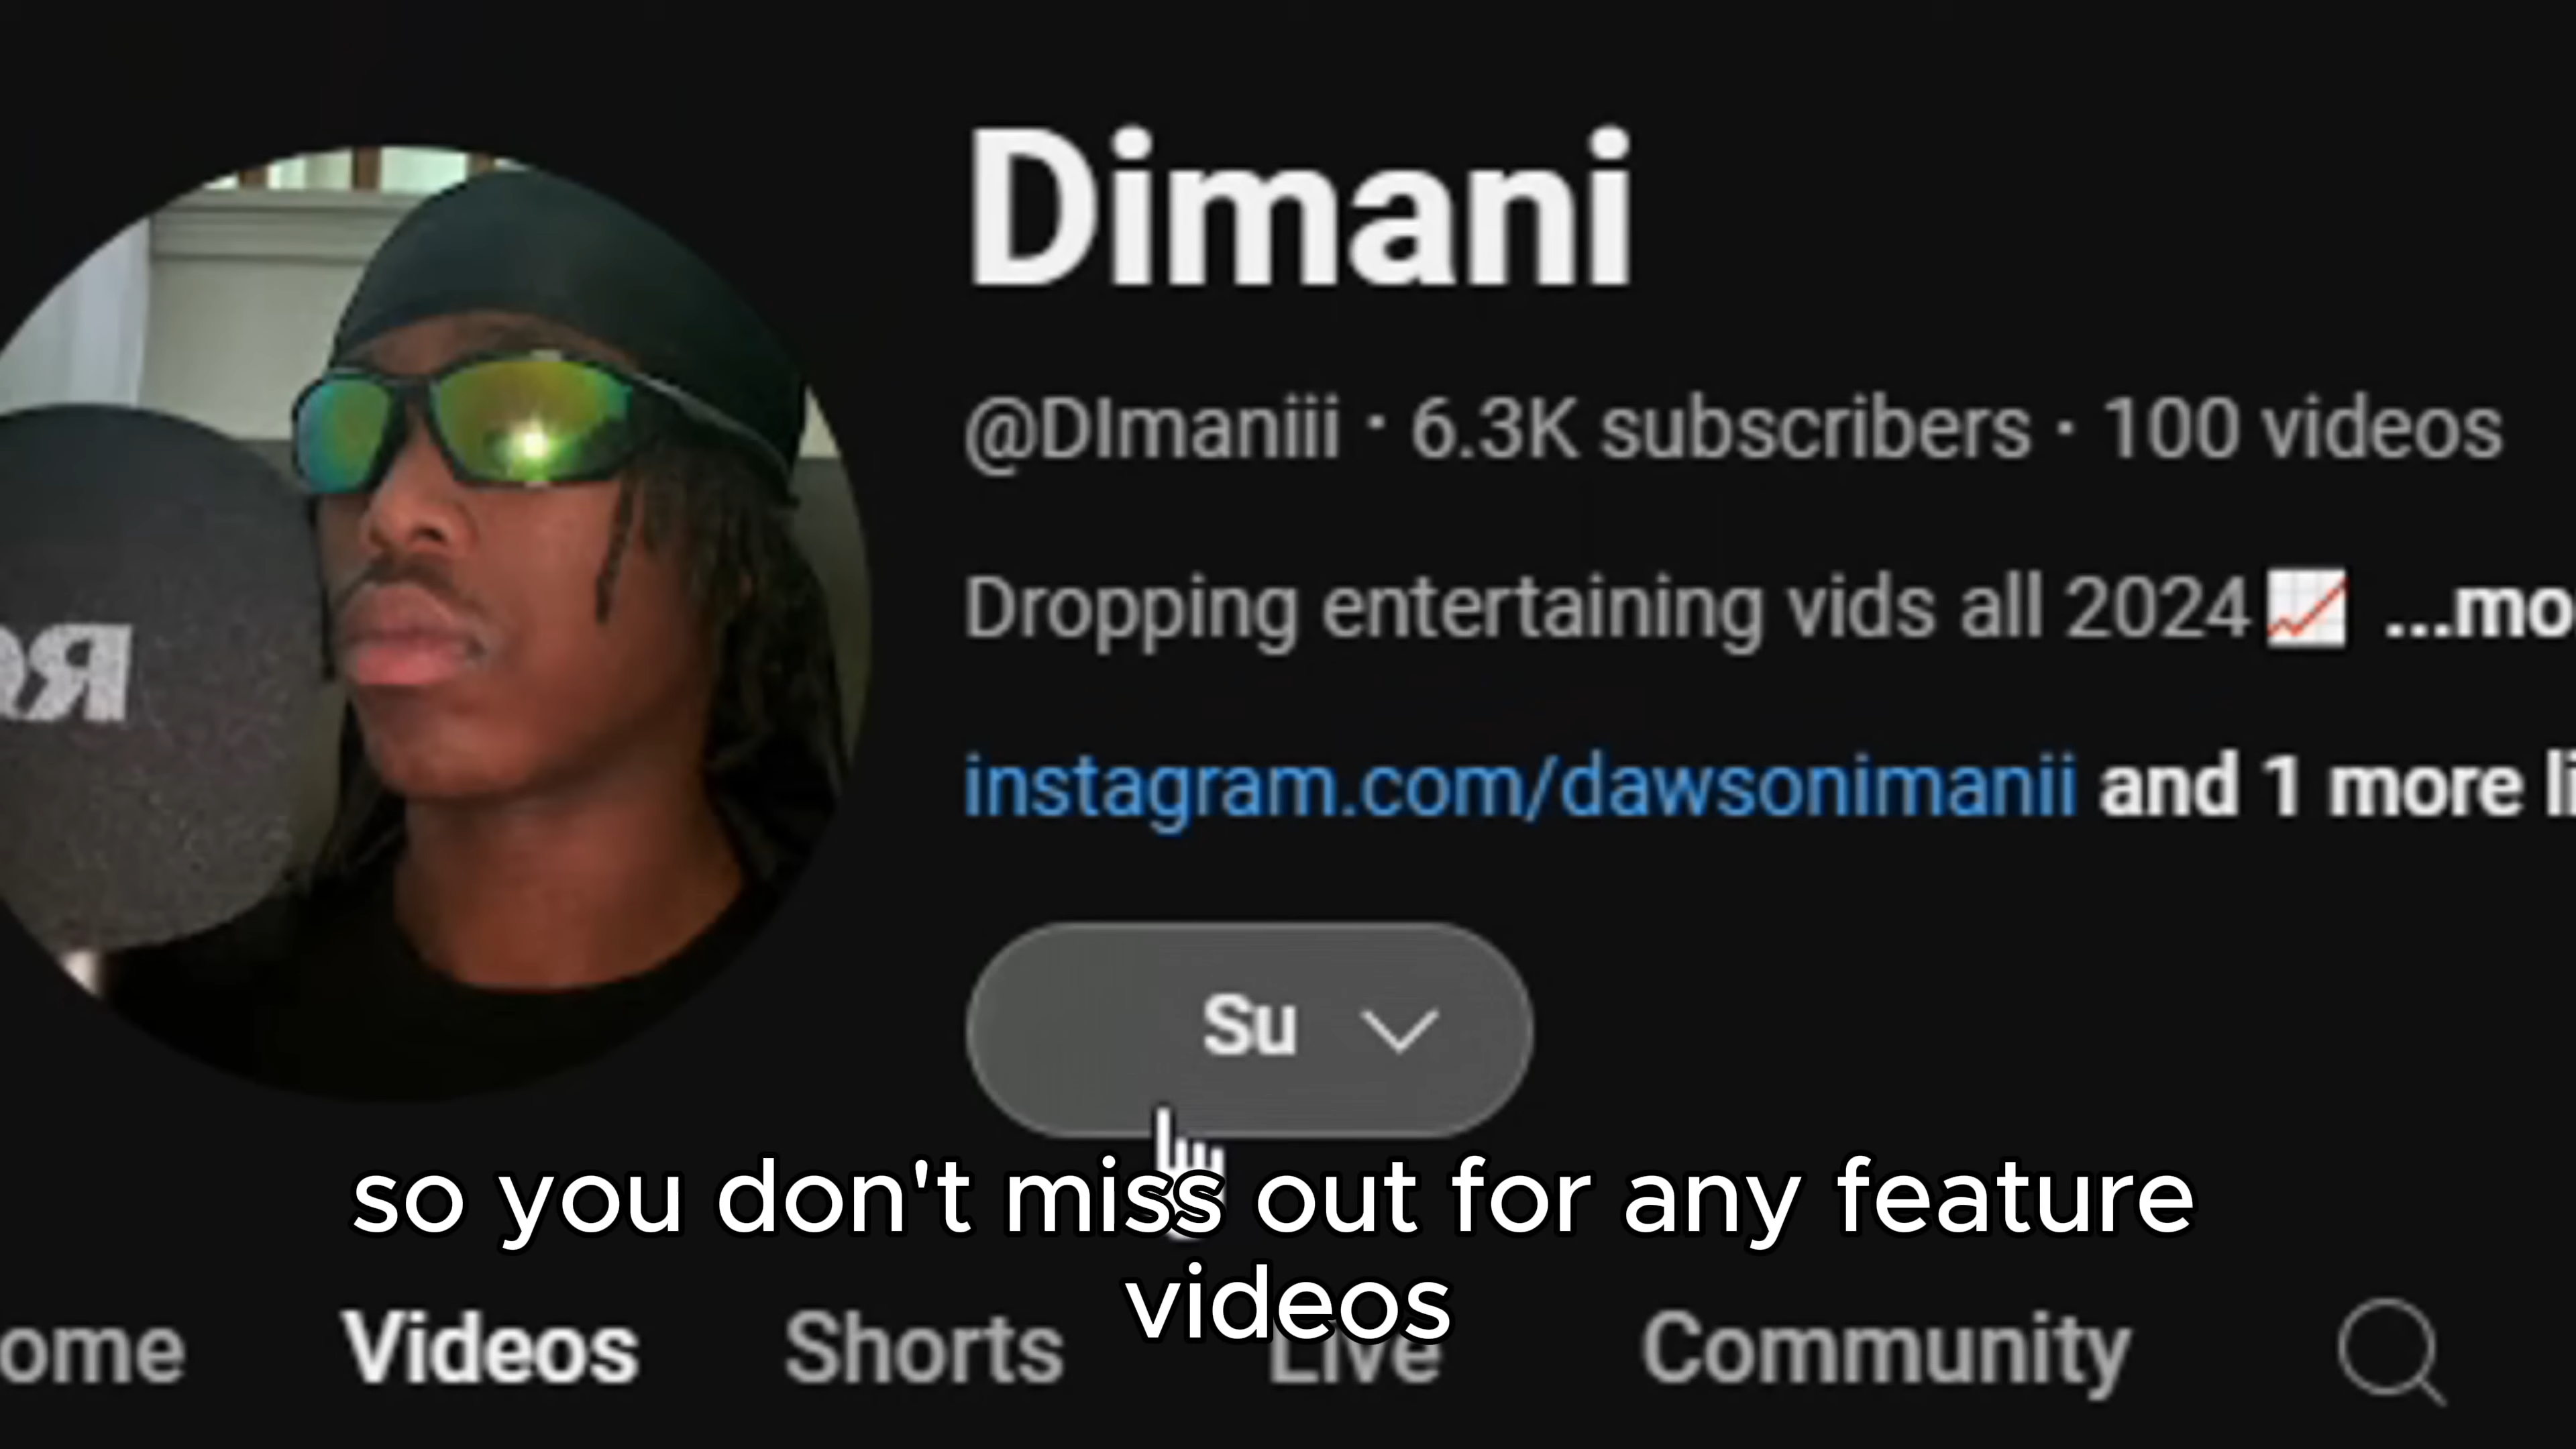 Dimani
@DImaniii · 6.3K subscribers · 100 videos
Dropping entertaining vids all 2024📈 ...mo
instagram.com/dawsonimanii and 1 more li
Su
so you don't miss out for any feature
videos
ome Videos Shorts Live Community